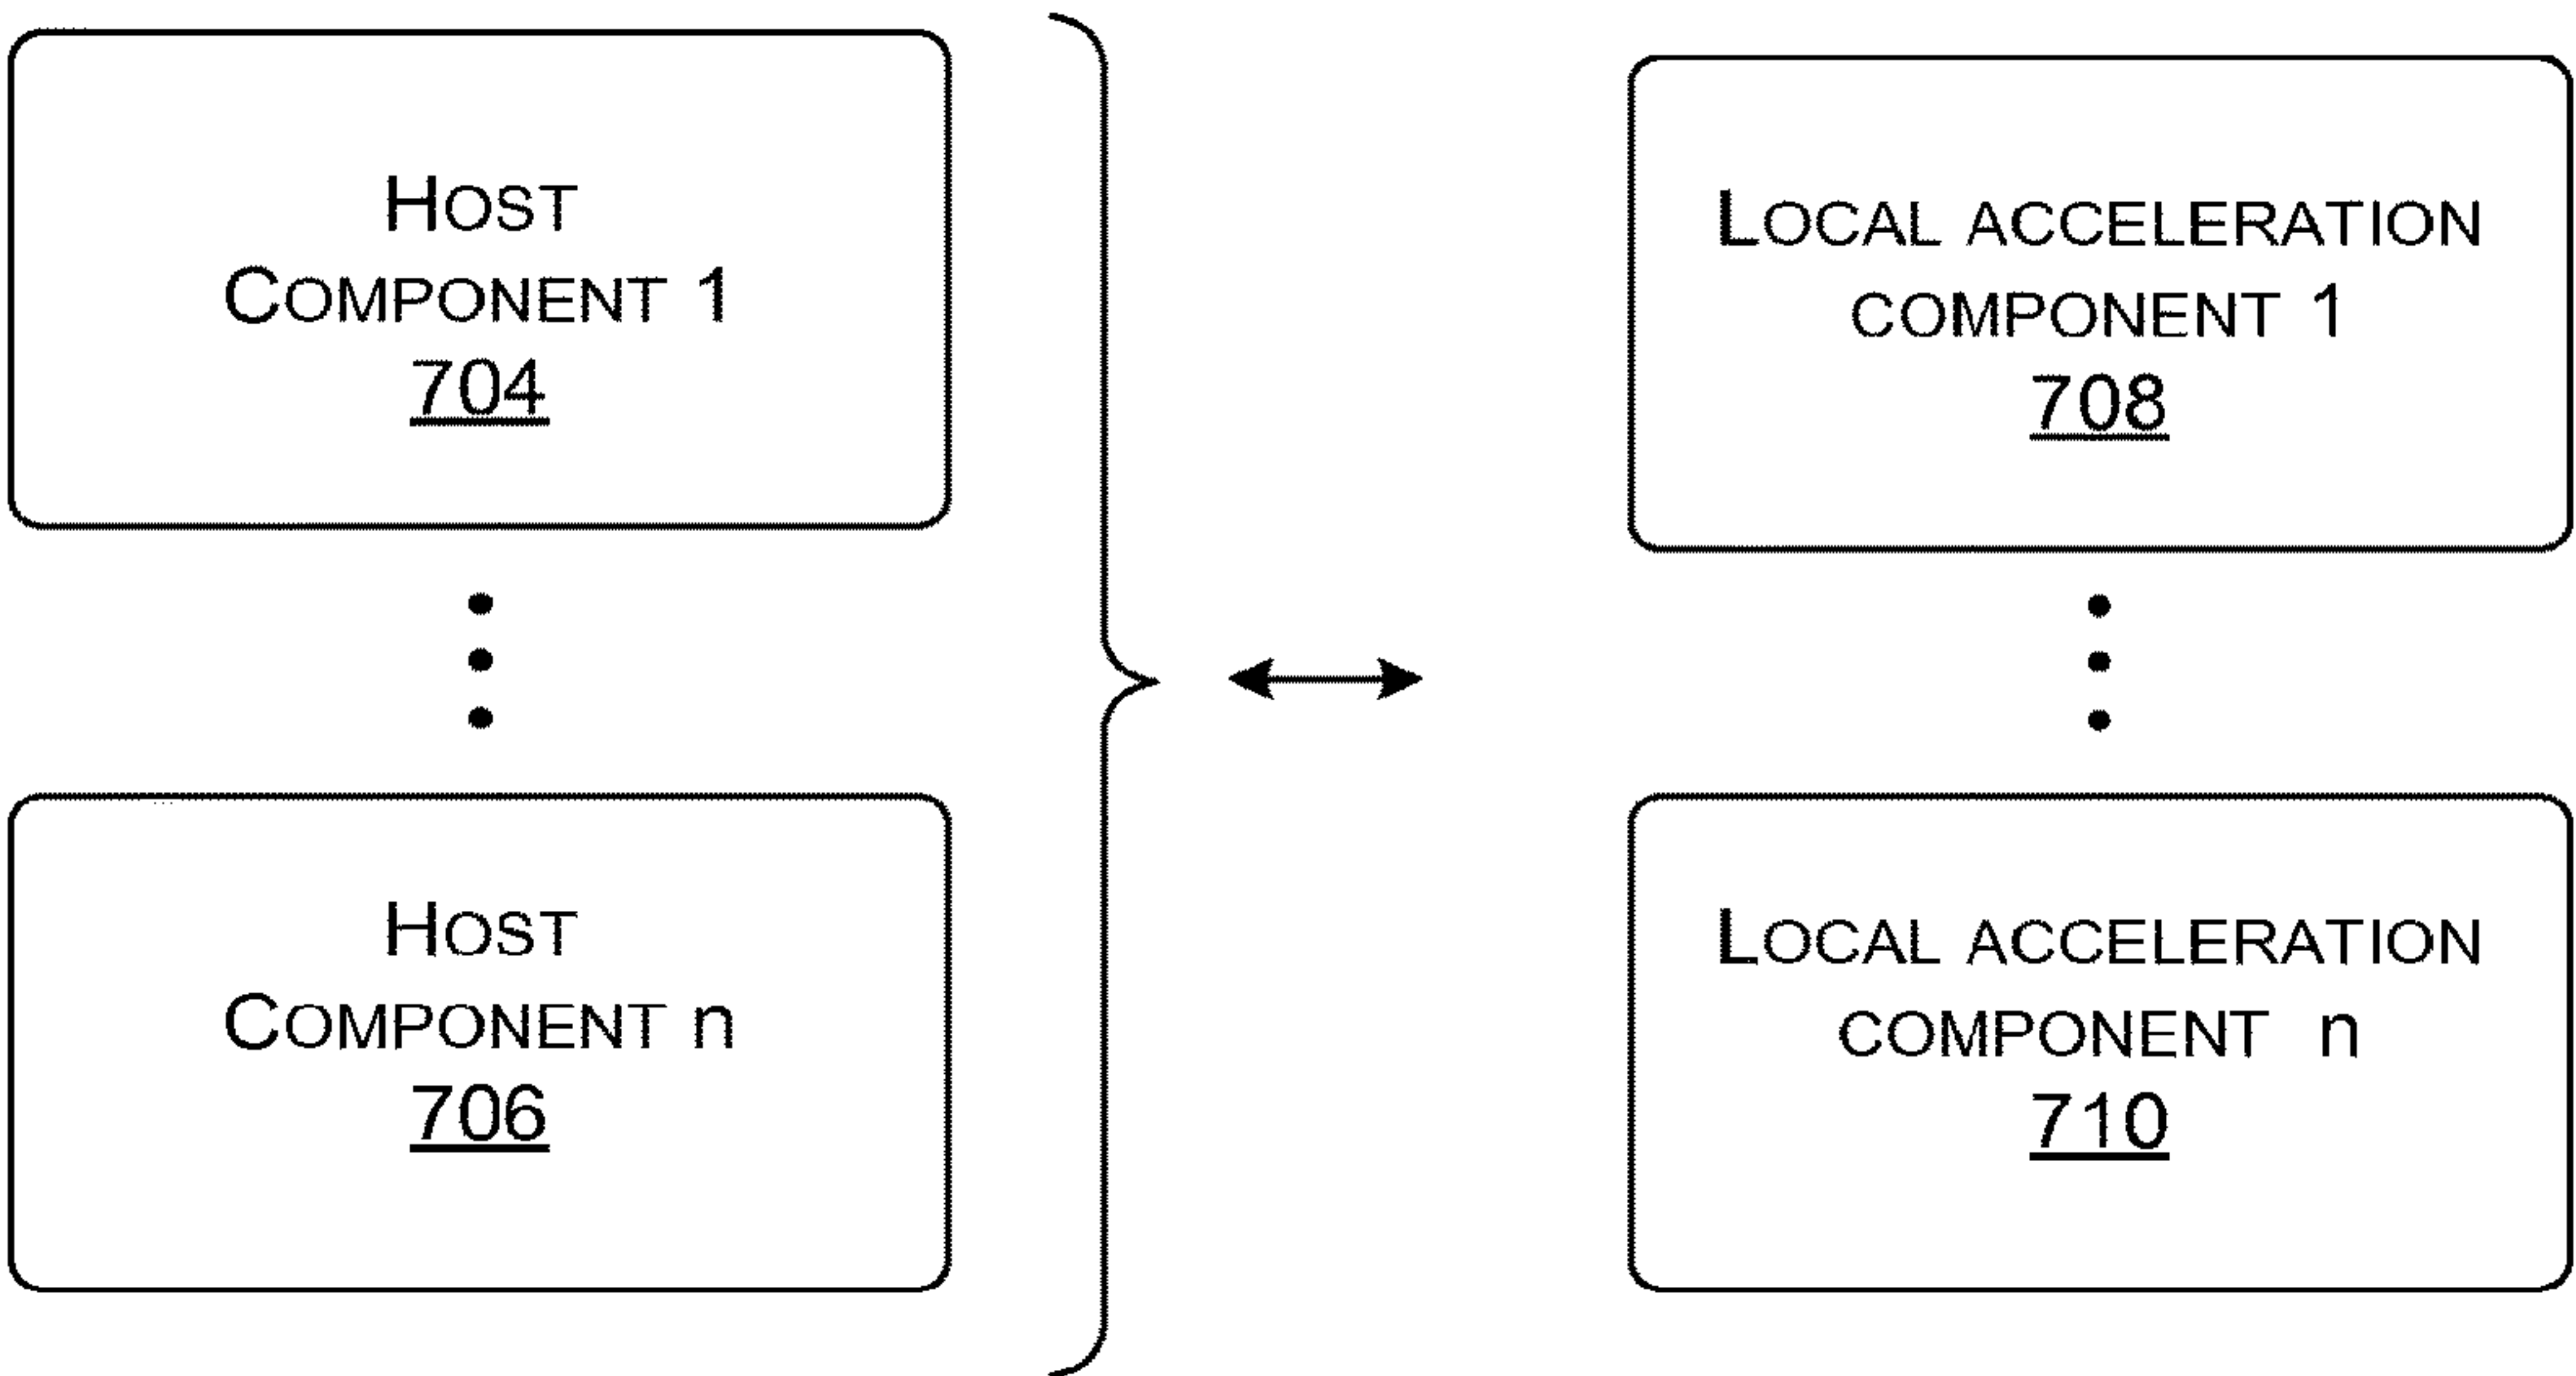 Host
Component 1
704
Local acceleration
component 1
708
Host
Component n
706
Local acceleration
component n
710